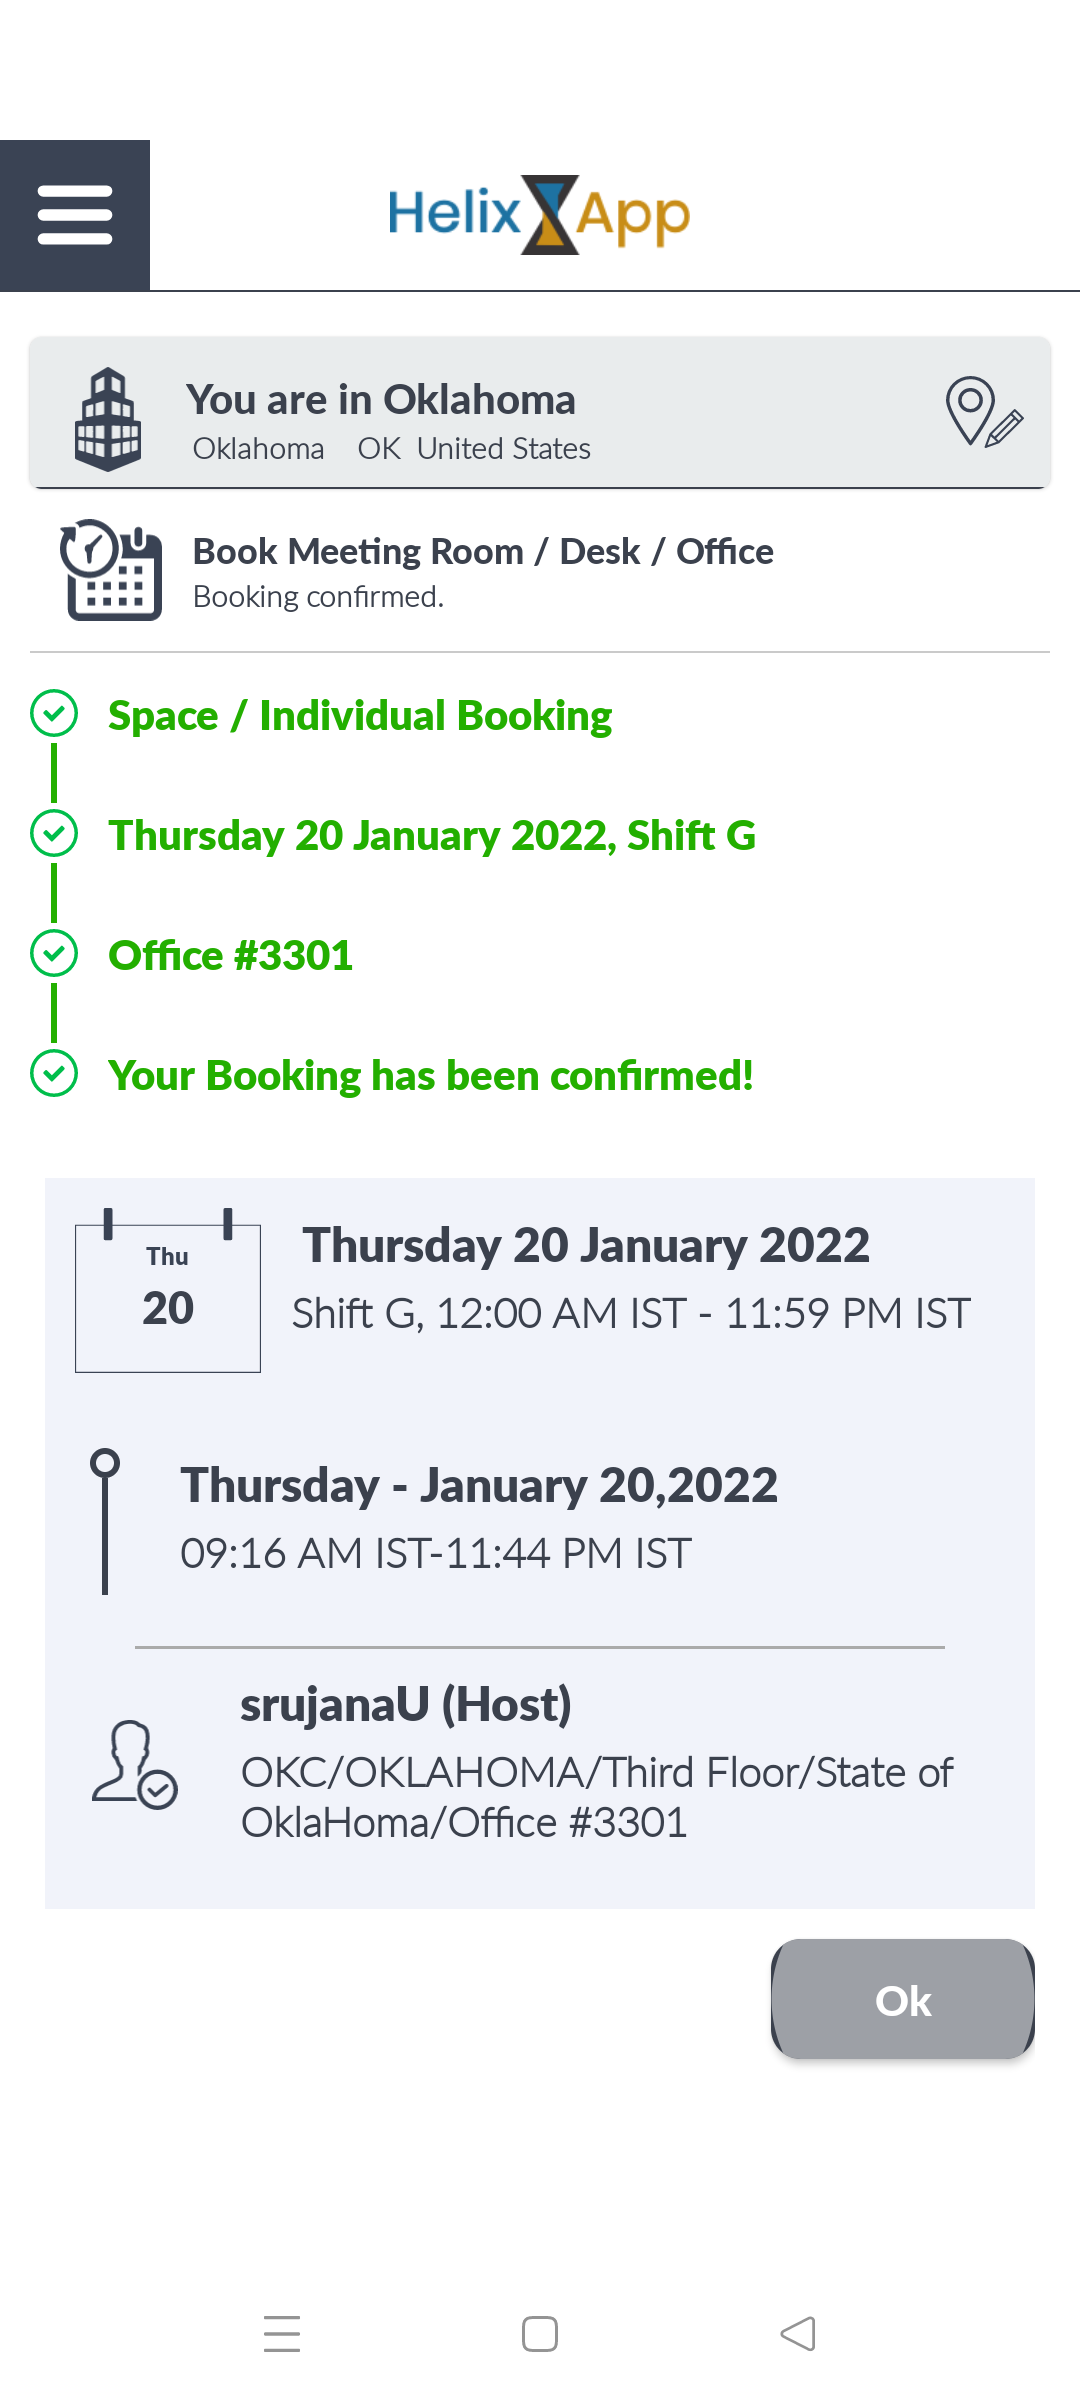 Helix App
You are in Oklahoma
Oklahoma OK United States
Book Meeting Room / Desk / Office
Booking confirmed.
Space / Individual Booking
Thursday 20 January 2022, Shift G
Office #3301
Your Booking has been confirmed!
Thu
20
Thursday 20 January 2022
Shift G, 12:00 AM IST - 11:59 PM IST
Thursday - January 20,2022
09:16 AM IST-11:44 PM IST
srujanaU (Host)
OKC/OKLAHOMA/Third Floor/State of
OklaHoma/Office #3301
Ok